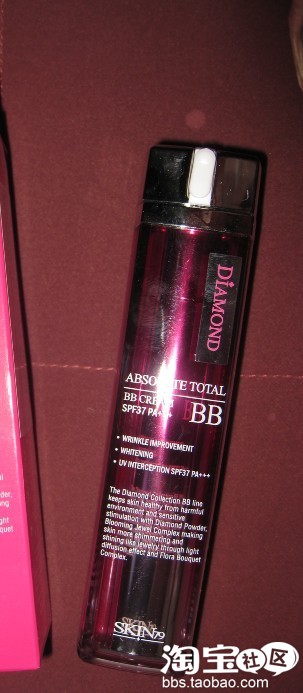 DiAMOND
ABSOLUTE TOTAL
BB CREAM
SPF37 PA+++
BB
• WRINKLE IMPROVEMENT
• WHITENING
• UV INTERCEPTION SPF37 PA+++
The Diamond Collection BB line
keeps skin healthy from harmful
environment and sensitive
stimulation with Diamond Powder,
Blooming Jewel Complex making
skin more shimmering and
shining like jewelry through light
diffusion effect and Flora Bouquet
Complex.
SKIN79
淘宝社区
bbs.taobao.com